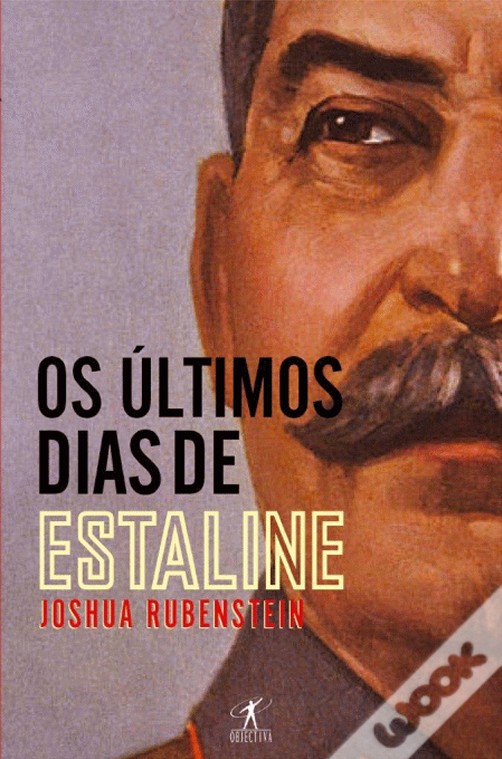 OS ÚLTIMOS
DIAS DE
ESTALINE
JOSHUA RUBENSTEIN
OBJECTIVA
wook